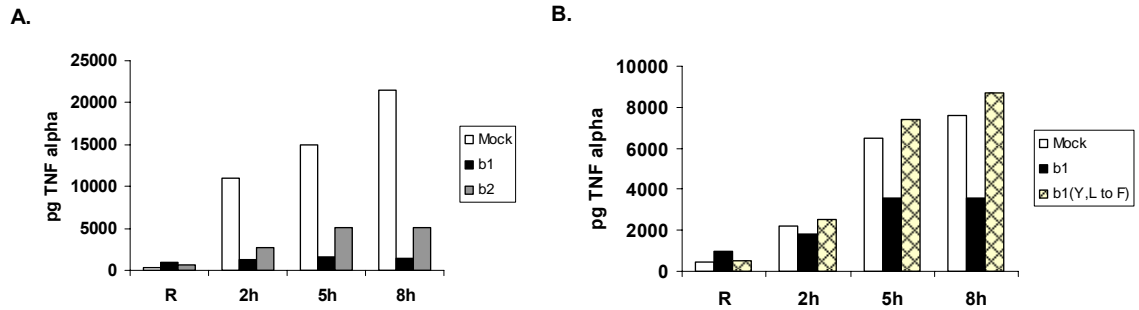 A.
pg TNF alpha
25000
20000
15000
10000
5000
0
R 2h 5h 8h
Mock
b1
b2
B.
pg TNF alpha
10000
8000
6000
4000
2000
0
R 2h 5h 8h
Mock
b1
b1(Y,L to F)